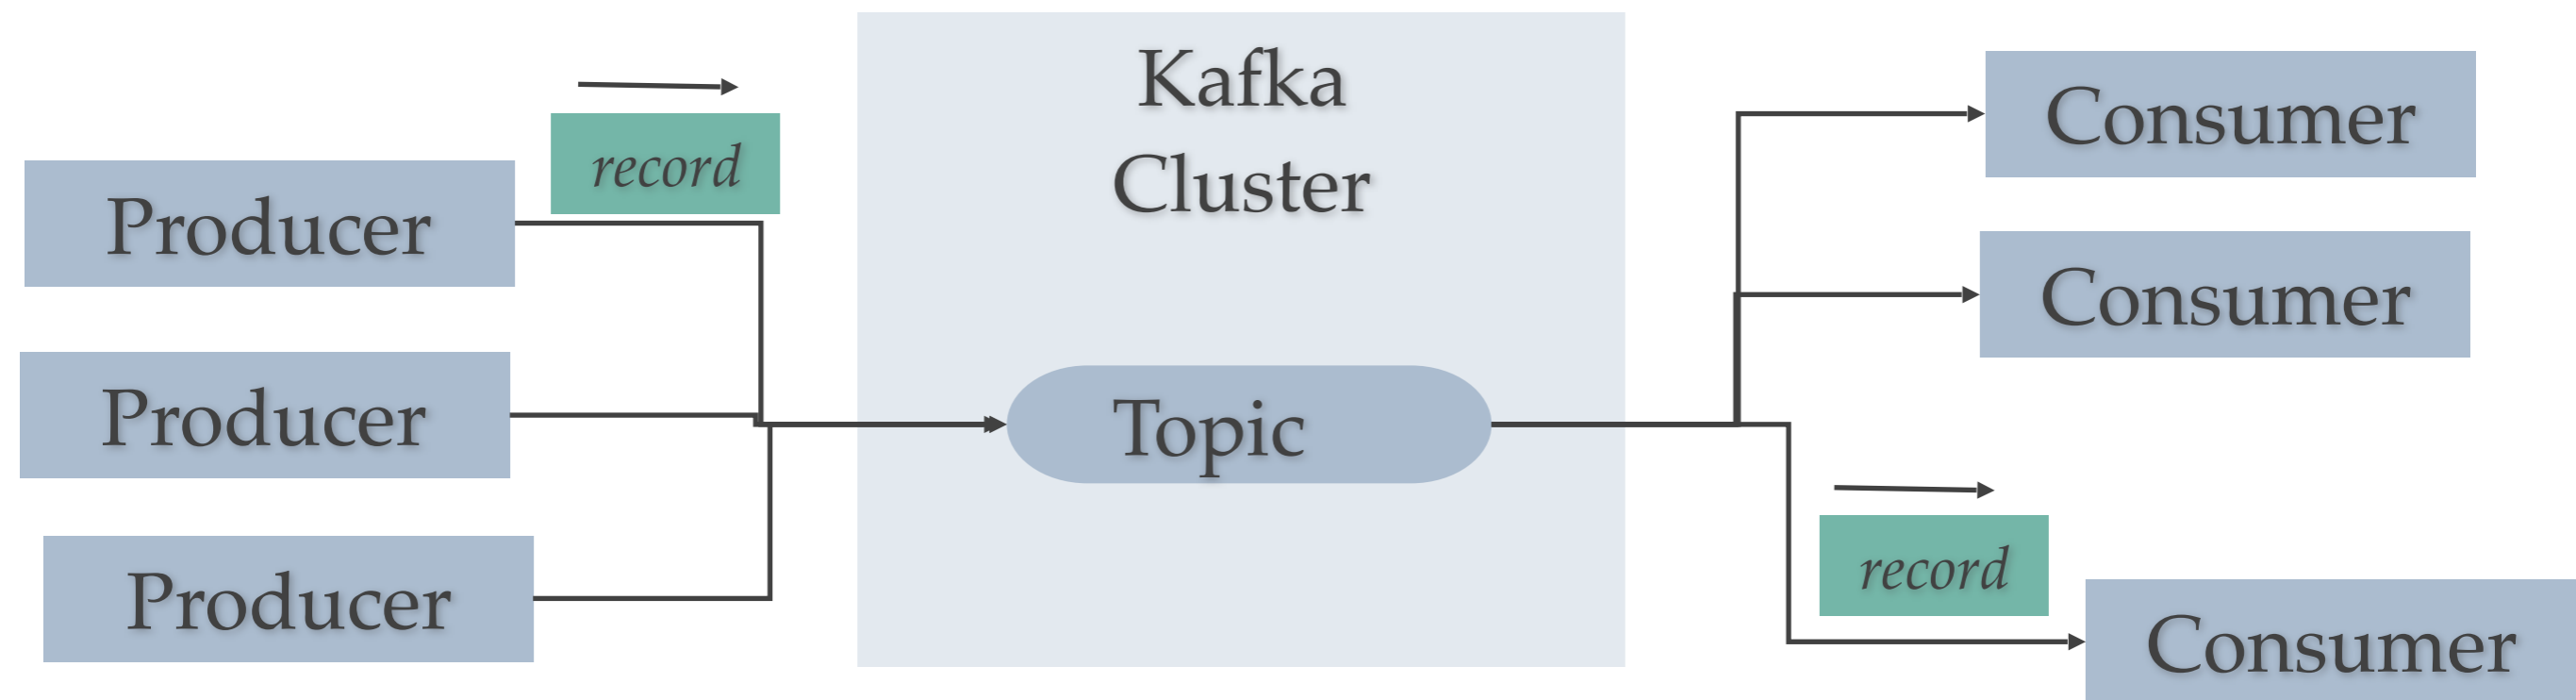 record
Producer
Producer
Producer
Kafka
Cluster
Topic
Consumer
Consumer
record
Consumer